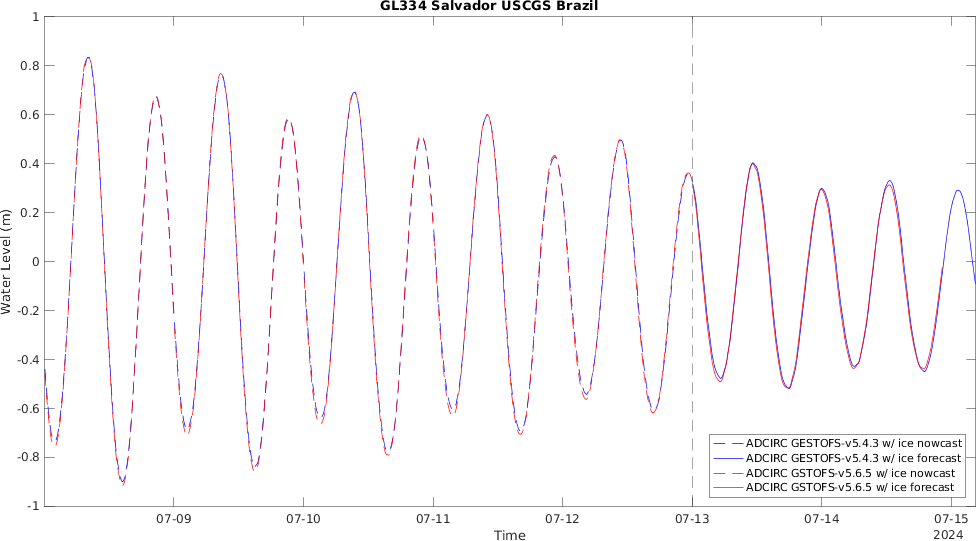 GL334 Salvador USCGS Brazil
1
0.8
0.6
0.4
0.2
0
-0.2
-0.4
-0.6
-0.8
-1
Water Level (m)
07-09
07-10
07-11
07-12
07-13
07-14
07-15
Time
2024
ADCIRC GESTOFS-v5.4.3 w/ ice nowcast
ADCIRC GESTOFS-v5.4.3 w/ ice forecast
ADCIRC GSTOFS-v5.6.5 w/ ice nowcast
ADCIRC GSTOFS-v5.6.5 w/ ice forecast